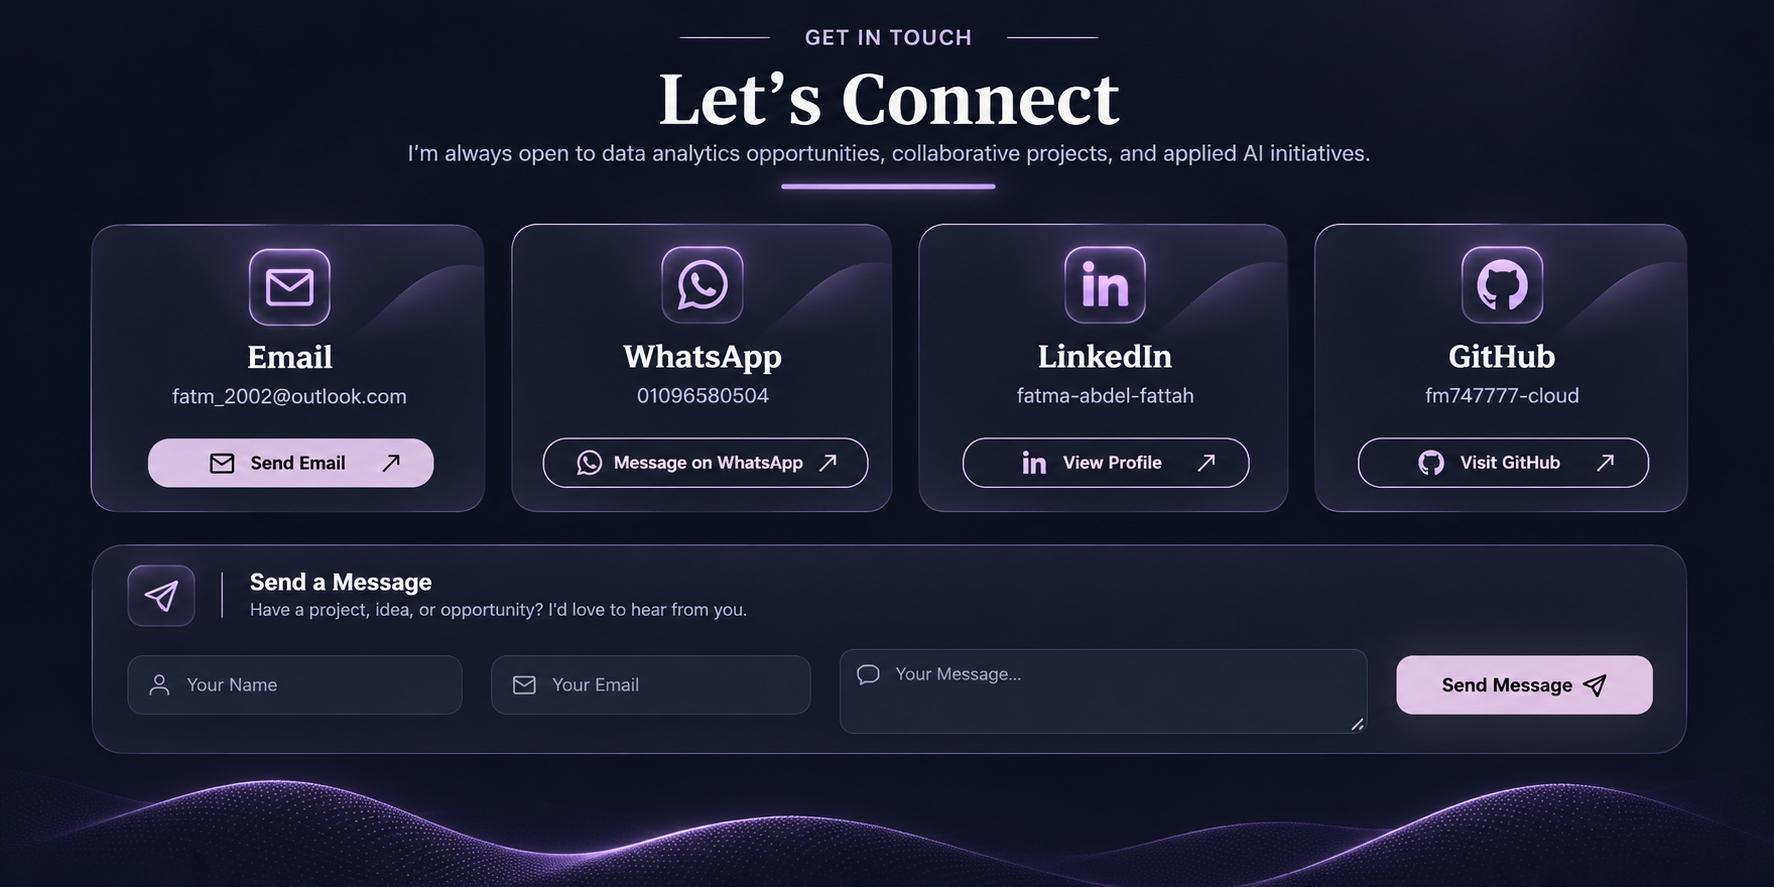 GET IN TOUCH
Let’s Connect
I’m always open to data analytics opportunities, collaborative projects, and applied AI initiatives.
Email
fatm_2002@outlook.com
Send Email
WhatsApp
01096580504
Message on WhatsApp
LinkedIn
fatma-abdel-fattah
View Profile
GitHub
fm747777-cloud
Visit GitHub
Send a Message
Have a project, idea, or opportunity? I'd love to hear from you.
Your Name
Your Email
Your Message...
Send Message